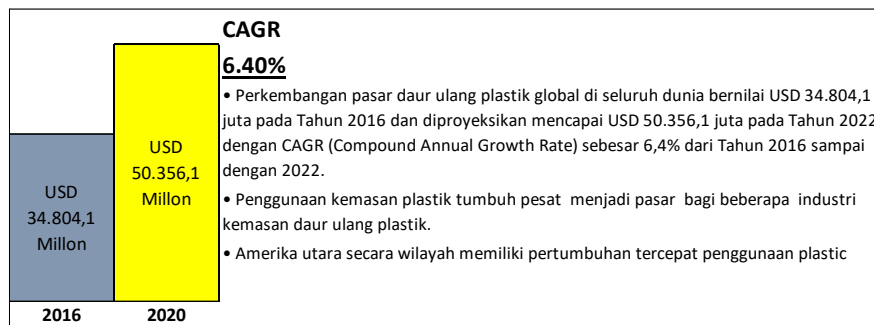 CAGR
6.40%
• Perkembangan pasar daur ulang plastik global di seluruh dunia bernilai USD 34.804,1
juta pada Tahun 2016 dan diproyeksikan mencapai USD 50.356,1 juta pada Tahun 2022
dengan CAGR (Compound Annual Growth Rate) sebesar 6,4% dari Tahun 2016 sampai
dengan 2022.
• Penggunaan kemasan plastik tumbuh pesat menjadi pasar bagi beberapa industri
kemasan daur ulang plastik.
• Amerika utara secara wilayah memiliki pertumbuhan tercepat penggunaan plastic
USD
34.804,1
Millon
USD
50.356,1
Millon
2016
2020